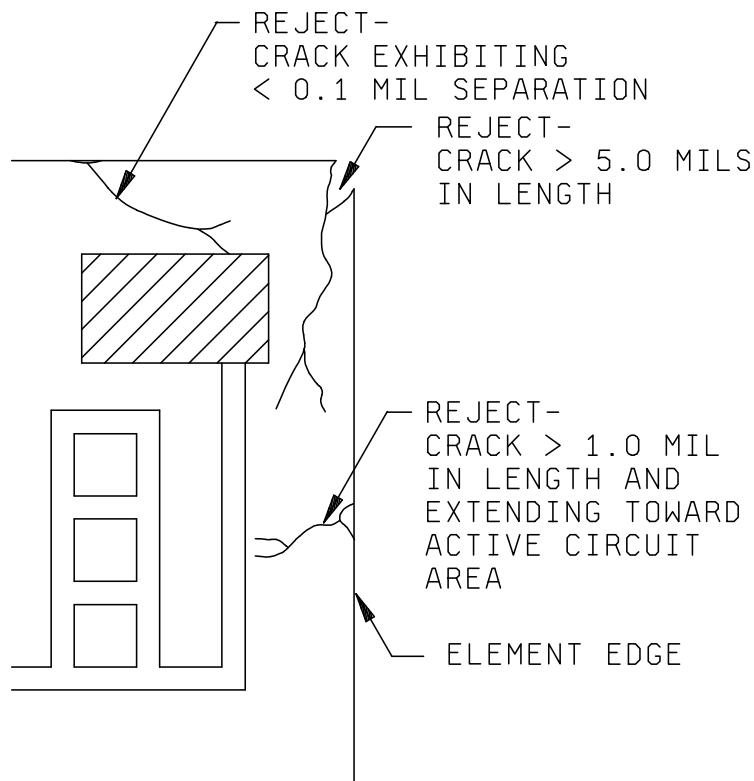 REJECT-
CRACK EXHIBITING
< 0.1 MIL SEPARATION
REJECT-
CRACK > 5.0 MILS
IN LENGTH
REJECT-
CRACK > 1.0 MIL
IN LENGTH AND
EXTENDING TOWARD
ACTIVE CIRCUIT
AREA
ELEMENT EDGE